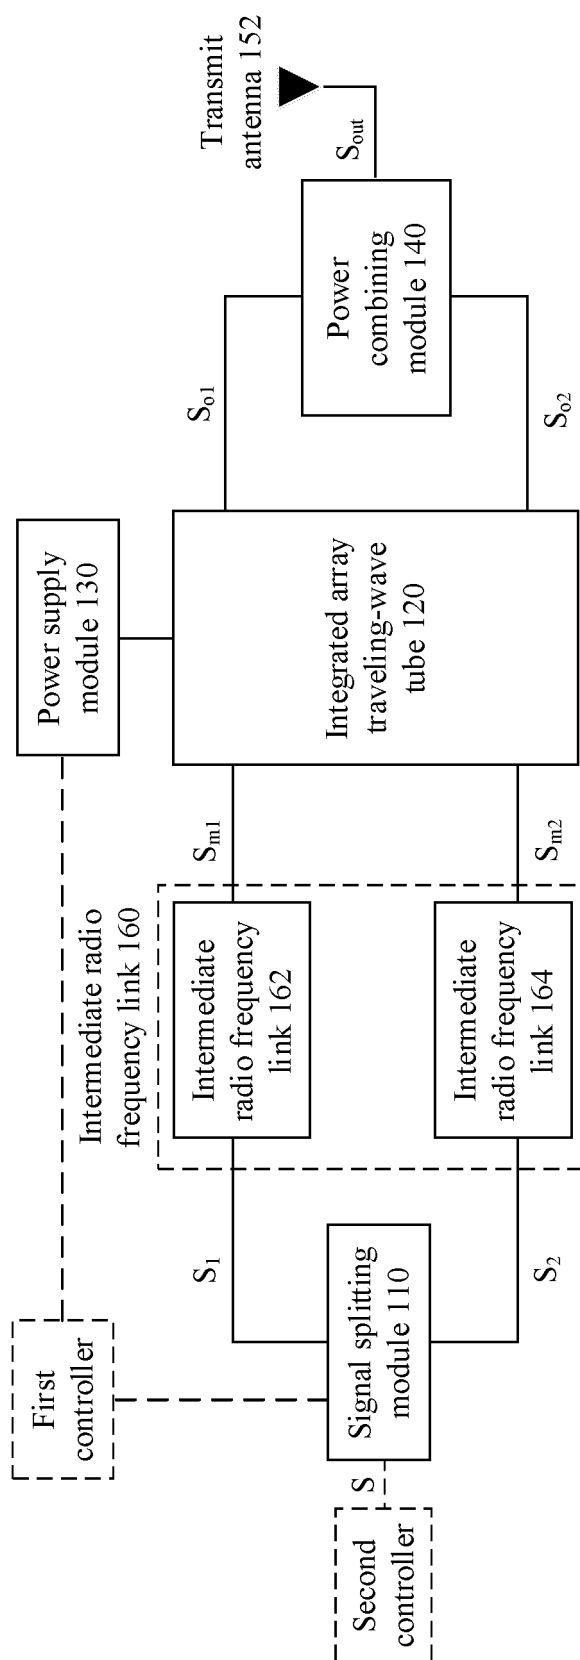 First
controller
Second
controller
S
Signal splitting
module 110
S1
S2
Intermediate radio
frequency link 160
Intermediate
radio frequency
link 162
Intermediate
radio frequency
link 164
Sm1
Sm2
Power supply
module 130
Integrated array
traveling-wave
tube 120
So1
So2
Power
combining
module 140
Sout
Transmit
antenna 152